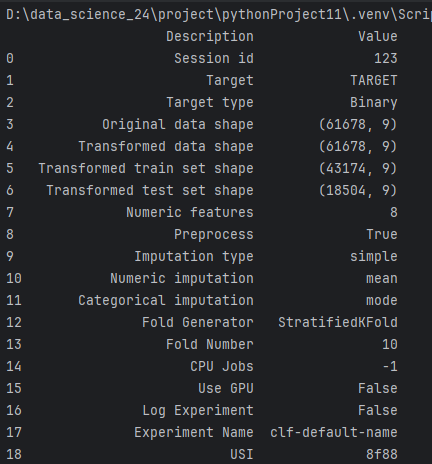 D:\data_science_24\project\pythonProject11\.venv\Scrip
Description Value
0 Session id 123
1 Target TARGET
2 Target type Binary
3 Original data shape (61678, 9)
4 Transformed data shape (61678, 9)
5 Transformed train set shape (43174, 9)
6 Transformed test set shape (18504, 9)
7 Numeric features 8
8 Preprocess True
9 Imputation type simple
10 Numeric imputation mean
11 Categorical imputation mode
12 Fold Generator StratifiedKFold
13 Fold Number 10
14 CPU Jobs -1
15 Use GPU False
16 Log Experiment False
17 Experiment Name clf-default-name
18 USI 8f88